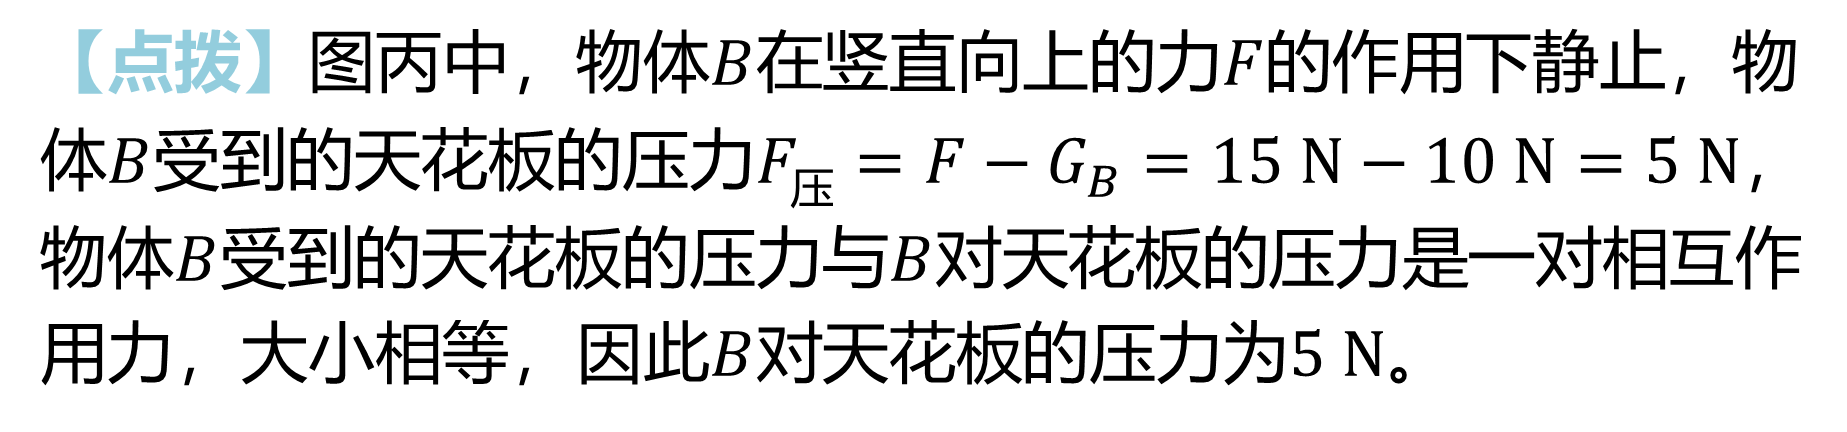 【点拨】图丙中，物体B在竖直向上的力F的作用下静止，物
体B受到的天花板的压力F压 = F − G_B = 15 N − 10 N = 5 N，
物体B受到的天花板的压力与B对天花板的压力是一对相互作
用力，大小相等，因此B对天花板的压力为5 N。